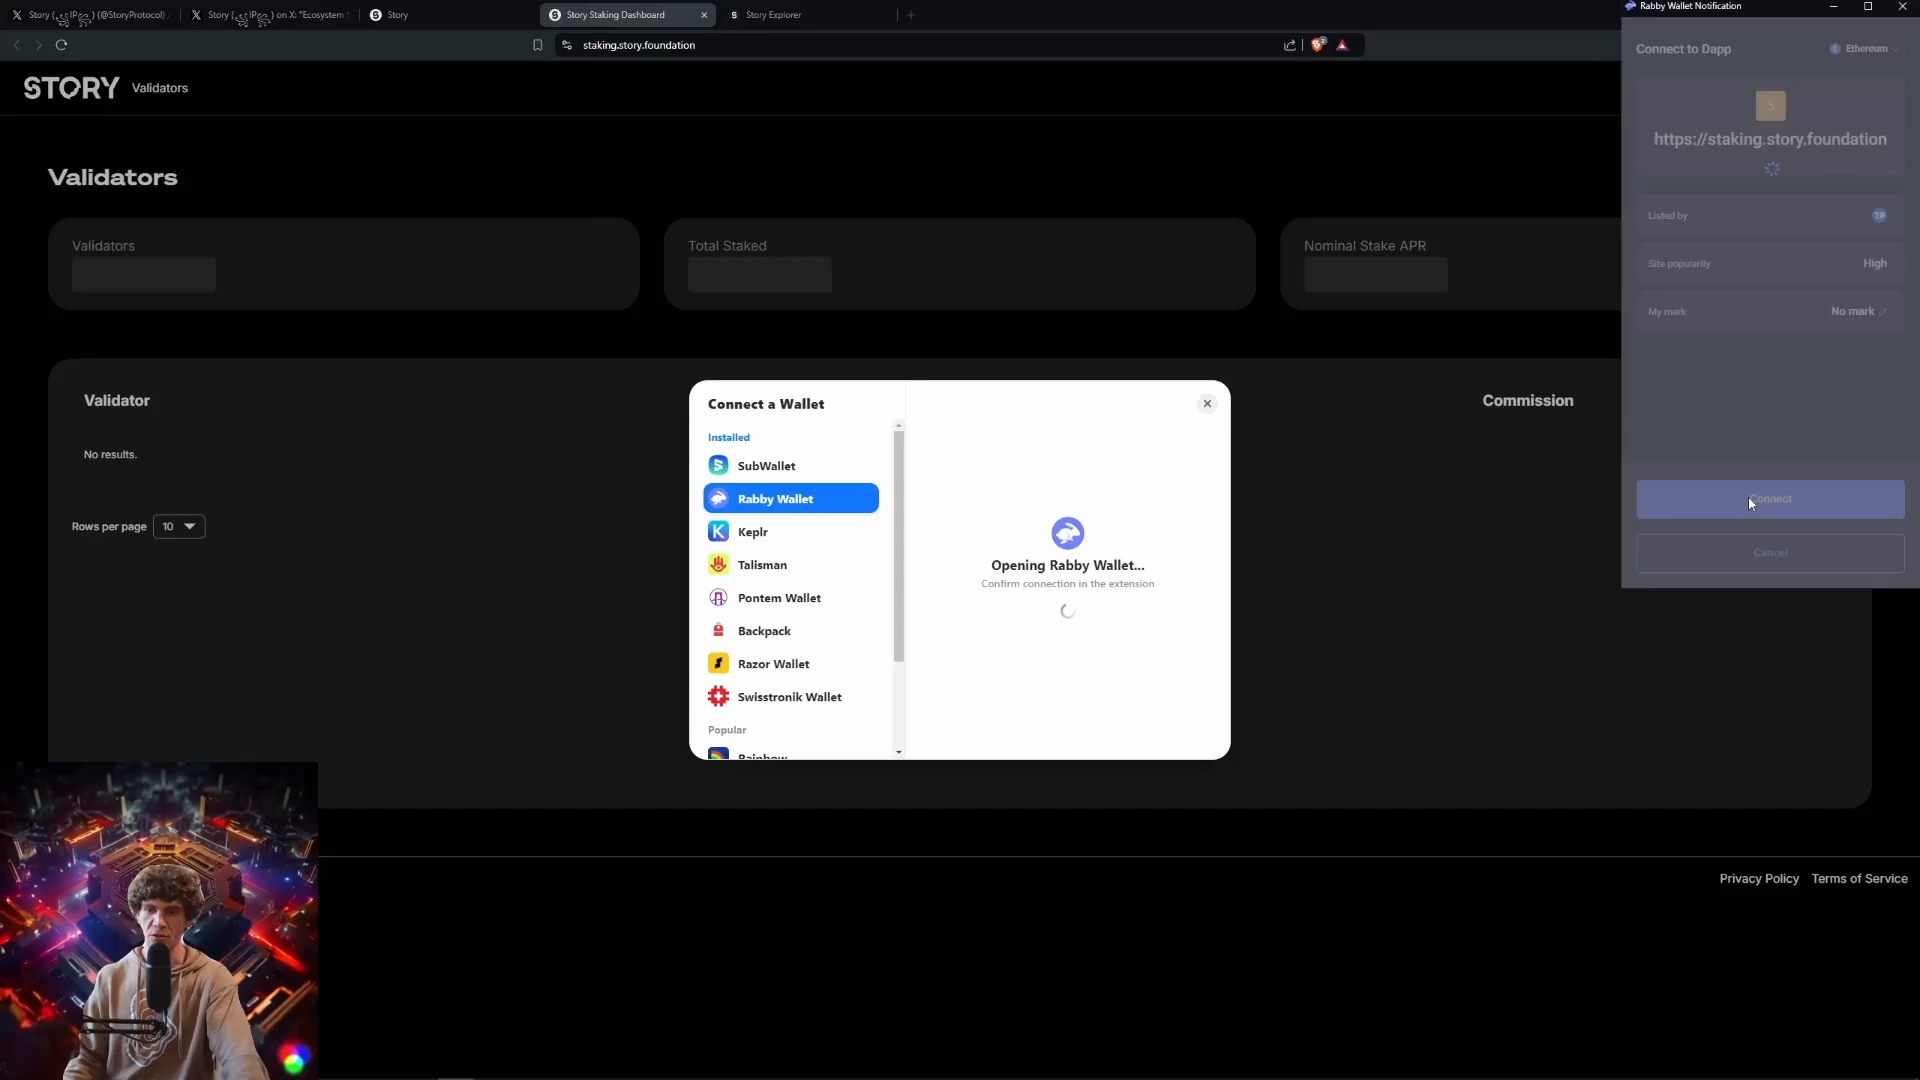 Story (
IP
) (@StoryProtocol)
Story (
IP
) on X: "Ecosystem
Story
Story Staking Dashboard
Story Explorer
staking.story.foundation
STORY
Validators
Validators
Validators
Total Staked
Nominal Stake APR
Validator
Commission
No results.
Rows per page
10
Connect a Wallet
Installed
SubWallet
Rabby Wallet
Keplr
Talisman
Pontem Wallet
Backpack
Razor Wallet
Swisstronik Wallet
Popular
Rainbow
Opening Rabby Wallet...
Confirm connection in the extension
Rabby Wallet Notification
Connect to Dapp
Ethereum
S
https://staking.story.foundation
Listed by
TP
Site popularity
High
My mark
No mark
Connect
Cancel
Privacy Policy
Terms of Service